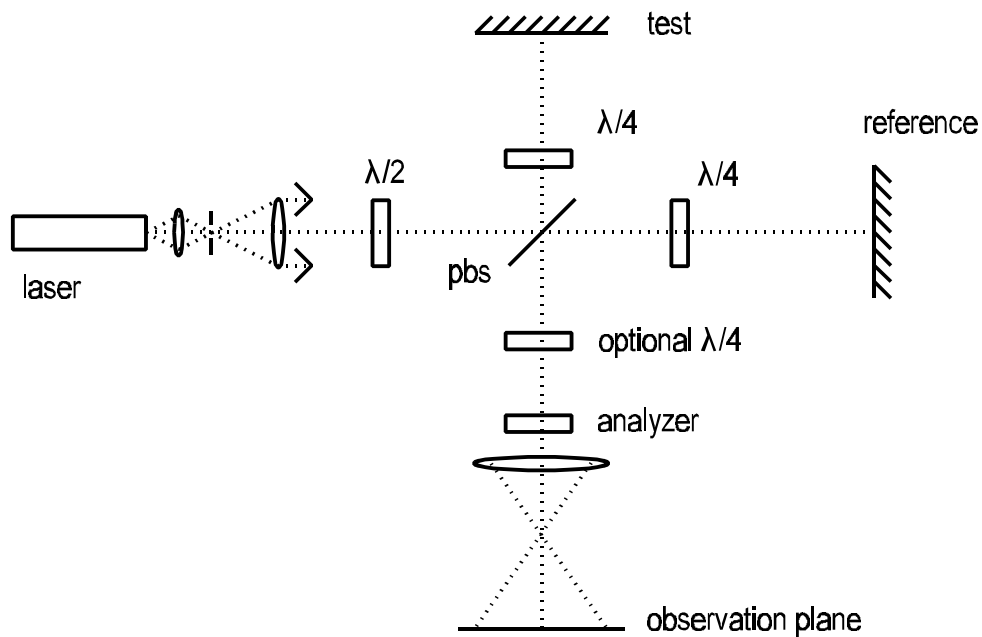 test
λ/4
reference
λ/2
λ/4
laser
pbs
optional λ/4
analyzer
observation plane